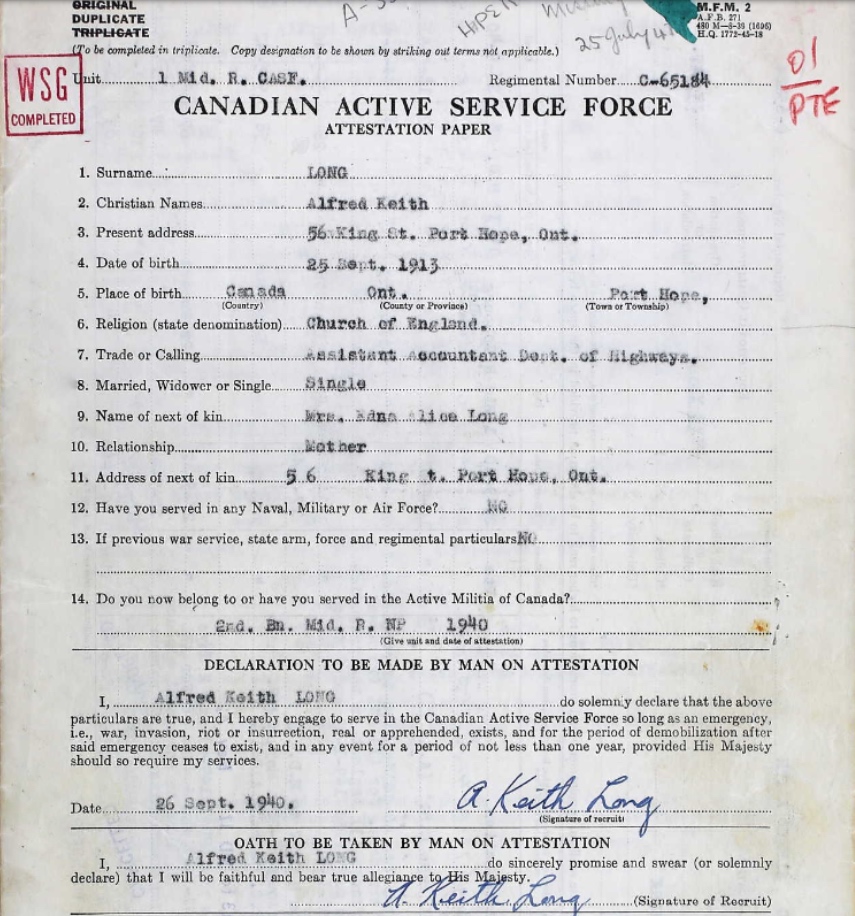 ORIGINAL
DUPLICATE
TRIPLICATE
HIPER
25 July 41
M.F.M. 2
A.F.B. 271
480 M—8-39 (1696)
H.Q. 1772-45-18
(To be completed in triplicate. Copy designation to be shown by striking out terms not applicable.)
WSG
COMPLETED
Unit 1 Mid. R. CASF. Regimental Number C-65184
01
PTE
CANADIAN ACTIVE SERVICE FORCE
ATTESTATION PAPER
1. Surname LONG
2. Christian Names Alfred Keith
3. Present address 56 King St. Port Hope, Ont.
4. Date of birth 25 Sept. 1913
5. Place of birth Canada Ont. Port Hope,
(Country) (County or Province) (Town or Township)
6. Religion (state denomination) Church of England.
7. Trade or Calling Assistant Accountant Dept. of Highways.
8. Married, Widower or Single Single
9. Name of next of kin Mrs. Edna Alice Long
10. Relationship Mother
11. Address of next of kin 5 6 King t. Port Hope, Ont.
12. Have you served in any Naval, Military or Air Force? NO
13. If previous war service, state arm, force and regimental particulars NO
14. Do you now belong to or have you served in the Active Militia of Canada?
2nd. Bn. Mid. R. NP 1940
(Give unit and date of attestation)
DECLARATION TO BE MADE BY MAN ON ATTESTATION
I, Alfred Keith LONG do solemnly declare that the above
particulars are true, and I hereby engage to serve in the Canadian Active Service Force so long as an emergency,
i.e., war, invasion, riot or insurrection, real or apprehended, exists, and for the period of demobilization after
said emergency ceases to exist, and in any event for a period of not less than one year, provided His Majesty
should so require my services.
Date 26 Sept. 1940. A. Keith Long
(Signature of recruit)
OATH TO BE TAKEN BY MAN ON ATTESTATION
I, Alfred Keith LONG do sincerely promise and swear (or solemnly
declare) that I will be faithful and bear true allegiance to His Majesty.
A. Keith Long (Signature of Recruit)